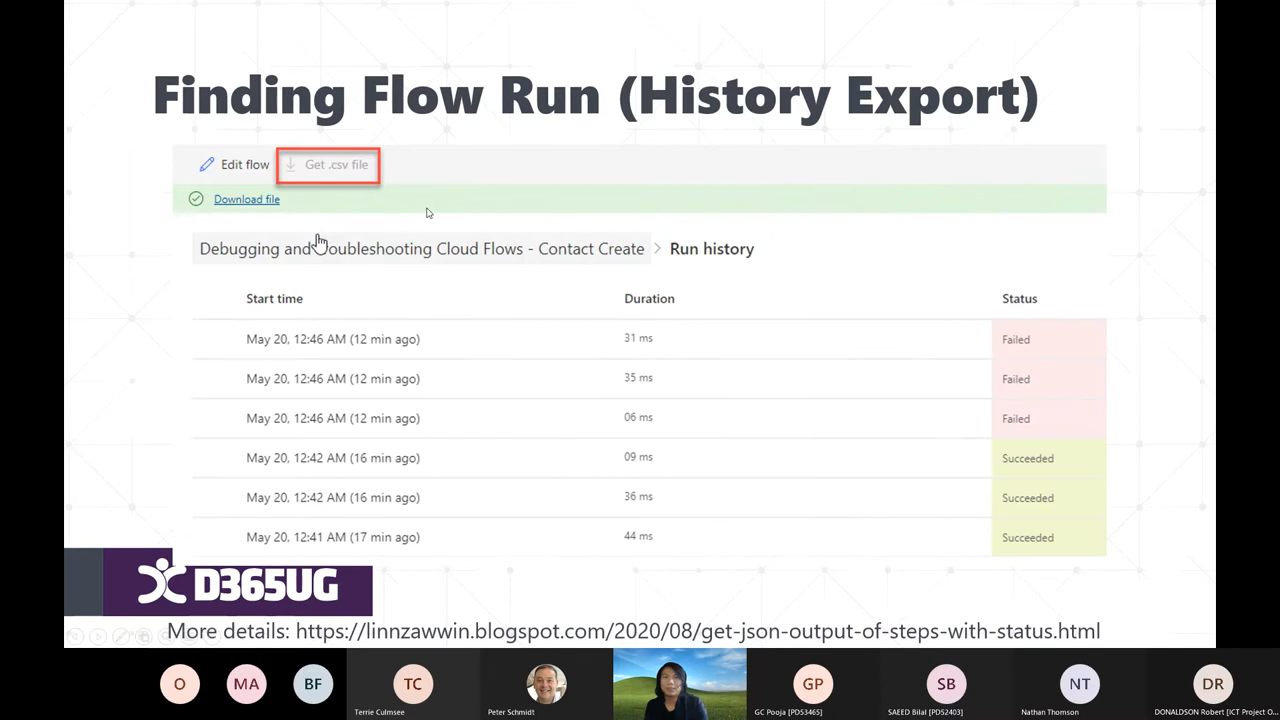 Finding Flow Run (History Export)
Edit flow
Get .csv file
Download file
Debugging and Troubleshooting Cloud Flows - Contact Create > Run history
Start time Duration Status
May 20, 12:46 AM (12 min ago) 31 ms Failed
May 20, 12:46 AM (12 min ago) 35 ms Failed
May 20, 12:46 AM (12 min ago) 06 ms Failed
May 20, 12:42 AM (16 min ago) 09 ms Succeeded
May 20, 12:42 AM (16 min ago) 36 ms Succeeded
May 20, 12:41 AM (17 min ago) 44 ms Succeeded
D365UG
More details: https://linnzawwin.blogspot.com/2020/08/get-json-output-of-steps-with-status.html
O MA BF TC GP SB NT DR
Terrie Culmsee
Peter Schmidt
GC Pooja [PDS3465]
SAEED Bilal [PDS2403]
Nathan Thomson
DONALDSON Robert [ICT Project O...